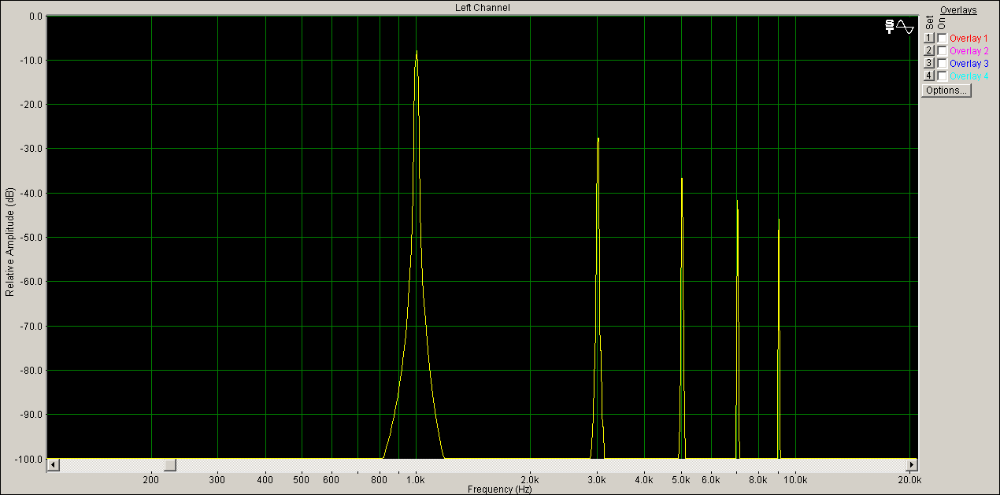 Left Channel
Overlays
Set
On
ST
1 Overlay 1
2 Overlay 2
3 Overlay 3
4 Overlay 4
Options...
Relative Amplitude (dB)
0.0
-10.0
-20.0
-30.0
-40.0
-50.0
-60.0
-70.0
-80.0
-90.0
-100.0
200 300 400 500 600 800 1.0k 2.0k 3.0k 4.0k 5.0k 6.0k 8.0k 10.0k 20.0k
Frequency (Hz)